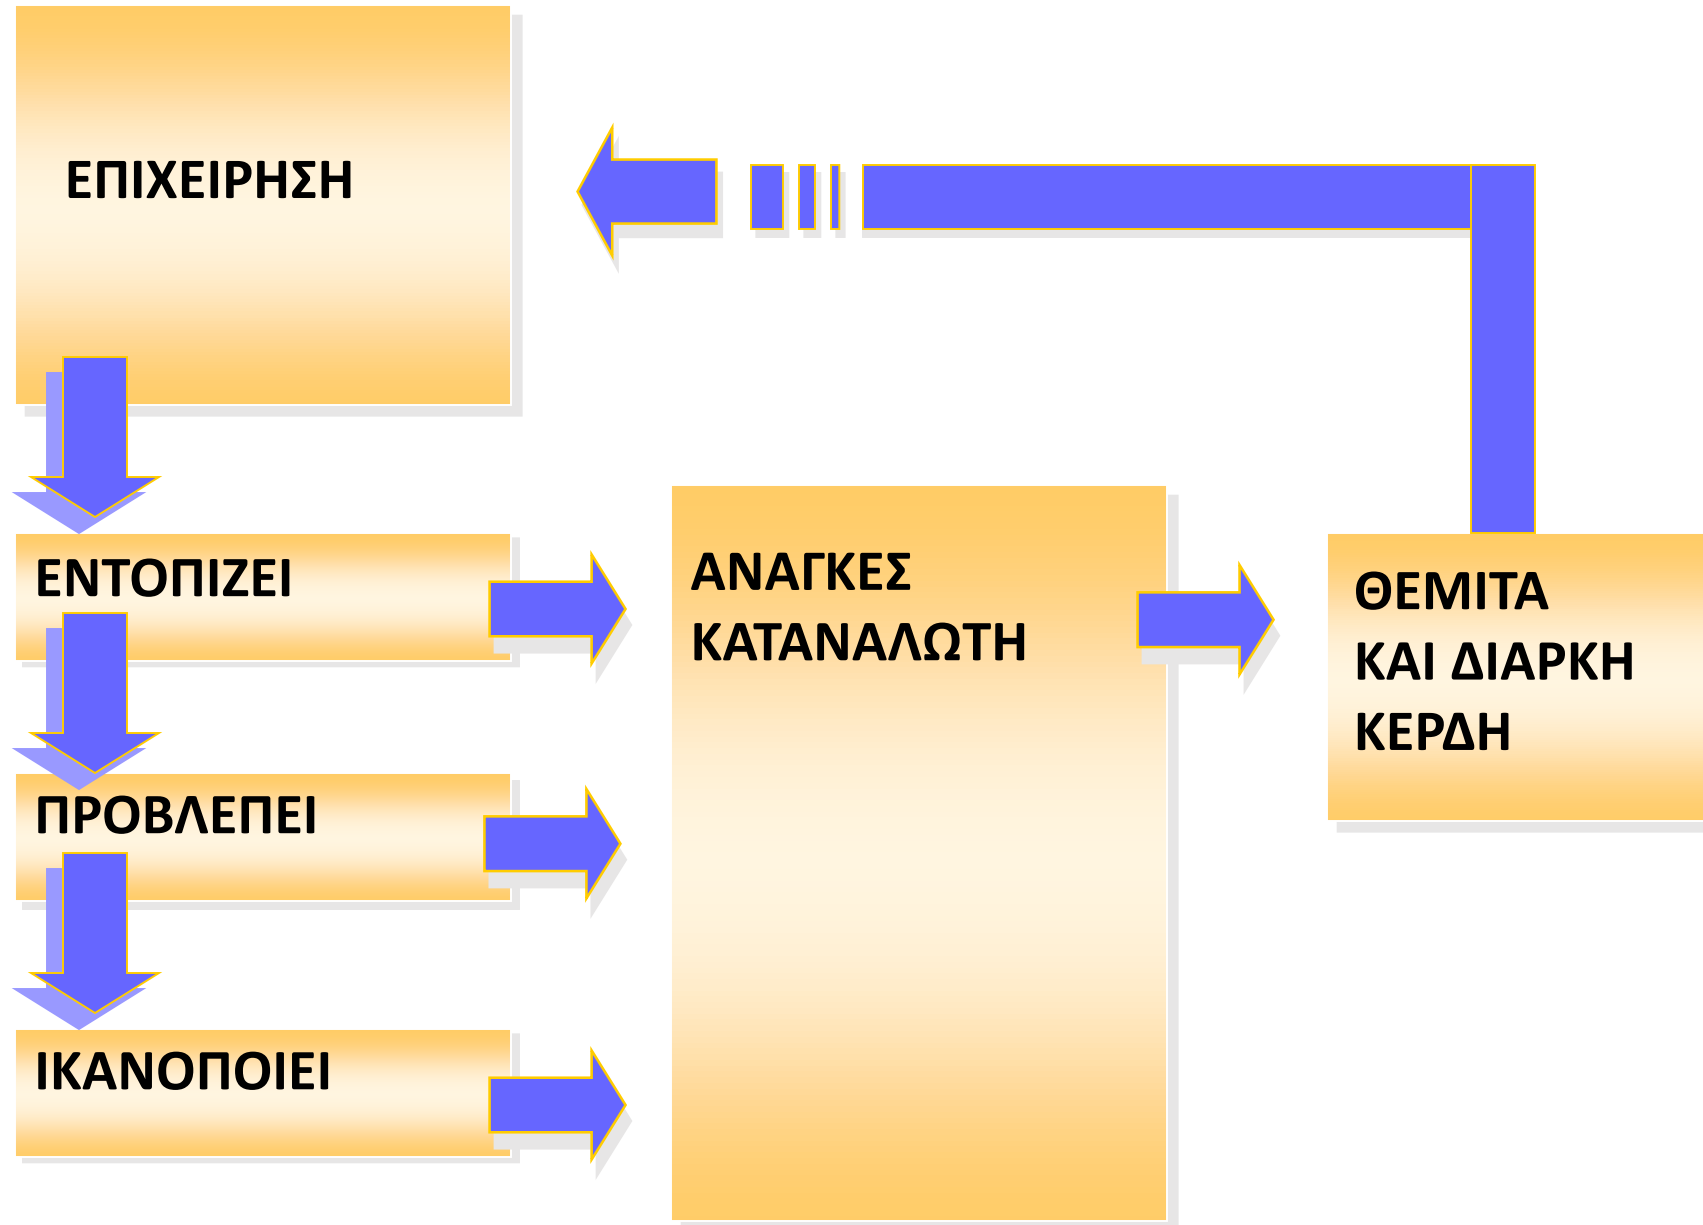 ΕΠΙΧΕΙΡΗΣΗ
ΕΝΤΟΠΙΖΕΙ
ΠΡΟΒΛΕΠΕΙ
ΙΚΑΝΟΠΟΙΕΙ
ΑΝΑΓΚΕΣ
ΚΑΤΑΝΑΛΩΤΗ
ΘΕΜΙΤΑ
ΚΑΙ ΔΙΑΡΚΗ
ΚΕΡΔΗ